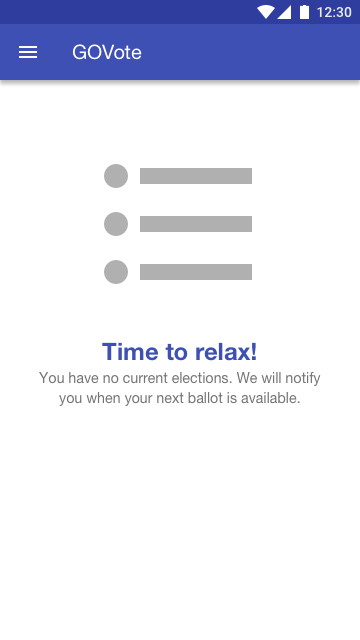 12:30
GOVote
Time to relax!
You have no current elections. We will notify
you when your next ballot is available.